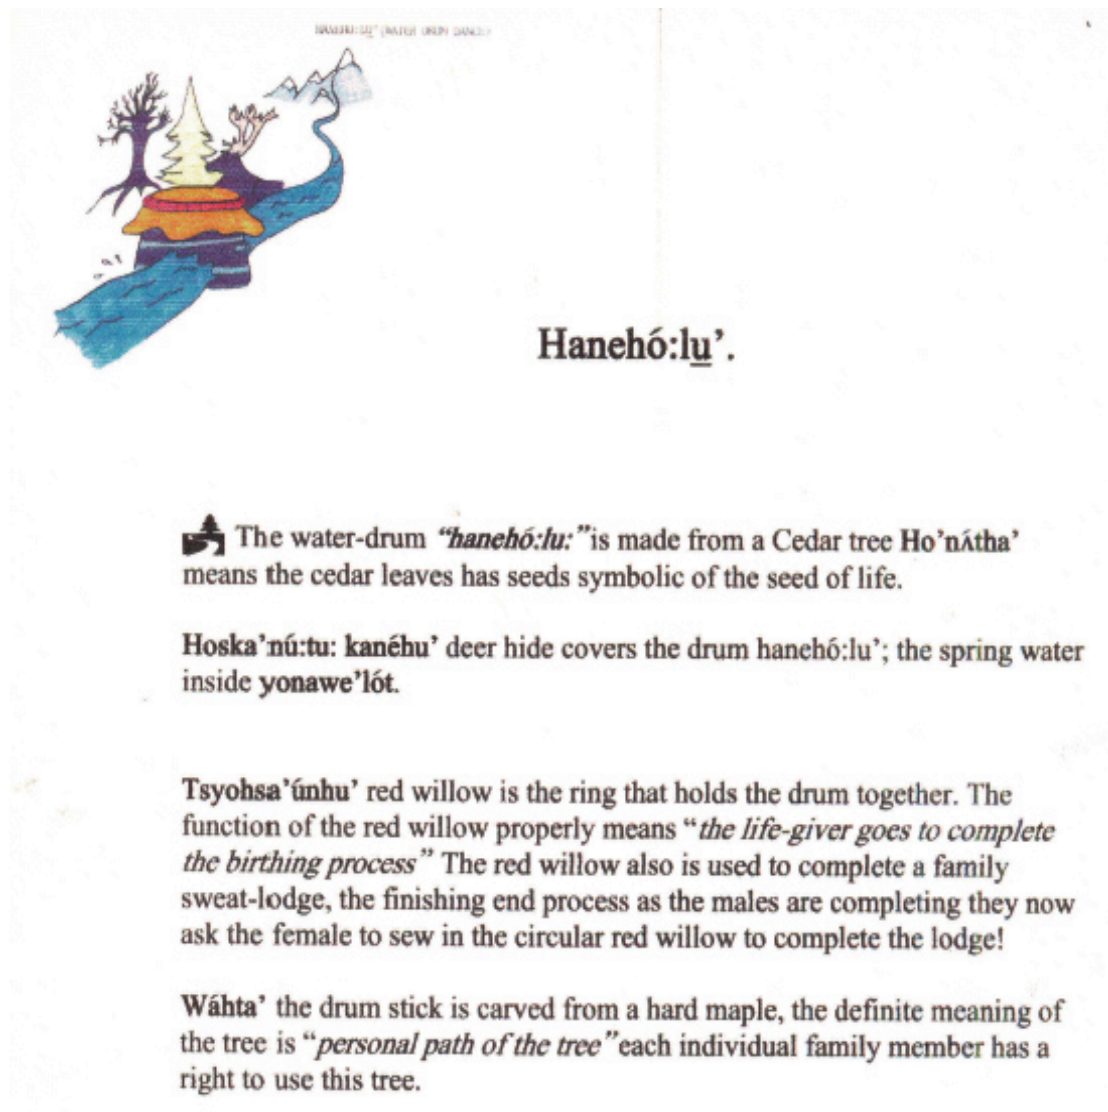 Hanehó:lu̲’.
The water-drum “hanehó:lu:”is made from a Cedar tree Ho’nʌ́tha’
means the cedar leaves has seeds symbolic of the seed of life.
Hoska’nú:tu: kanéhu’ deer hide covers the drum hanehó:lu’; the spring water
inside yonawe’lót.
Tsyohsa’únhu’ red willow is the ring that holds the drum together. The
function of the red willow properly means “the life-giver goes to complete
the birthing process” The red willow also is used to complete a family
sweat-lodge, the finishing end process as the males are completing they now
ask the female to sew in the circular red willow to complete the lodge!
Wáhta’ the drum stick is carved from a hard maple, the definite meaning of
the tree is “personal path of the tree”each individual family member has a
right to use this tree.